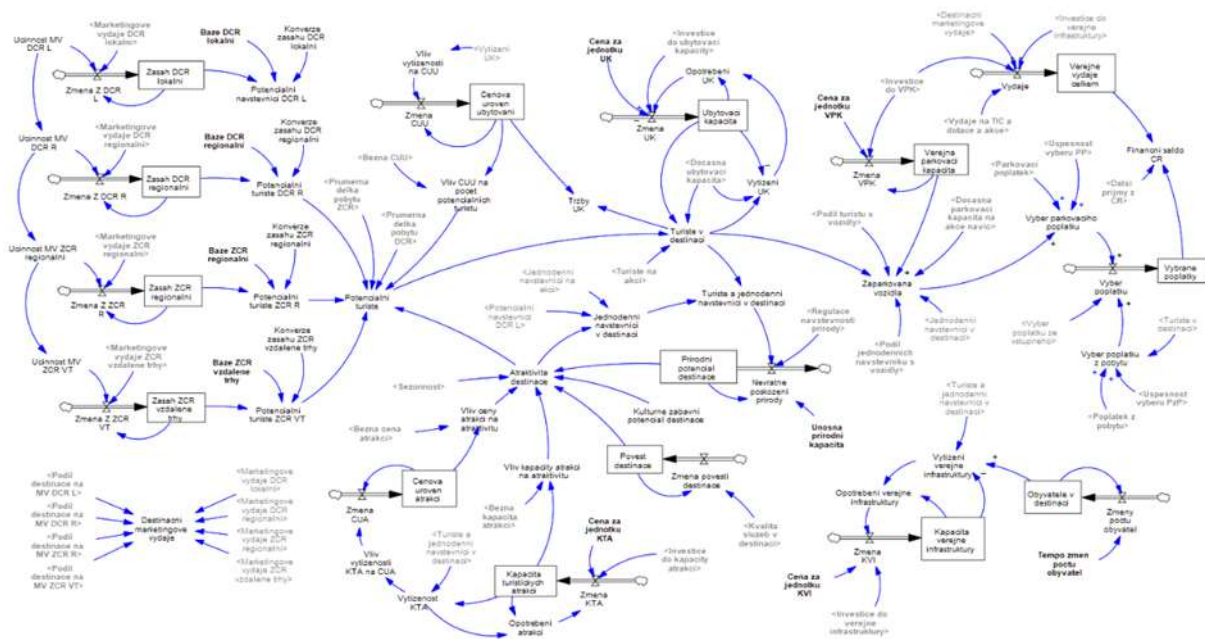 Ucinnost MV
DCR L
<Marketingove
vydaje DCR
lokalni>
Zmena Z DCR
L
Zasah DCR
lokalni
Baze DCR
lokalni
Konverze
zasahu DCR
lokalni
Potencialni
navstevnici DCR L
Ucinnost MV
DCR R
<Marketingove
vydaje DCR
regionalni>
Zmena Z DCR R
Zasah DCR
regionalni
Baze DCR
regionalni
Konverze
zasahu DCR
regionalni
Potencialni
turiste DCR R
Ucinnost MV ZCR
regionalni
<Marketingove
vydaje ZCR
regionalni>
Zmena Z ZCR
R
Zasah ZCR
regionalni
Baze ZCR
regionalni
Konverze
zasahu ZCR
regionalni
Potencialni
turiste ZCR R
Ucinnost MV
ZCR VT
<Marketingove
vydaje ZCR
vzdalene trhy>
Zmena Z ZCR
VT
Zasah ZCR
vzdalene trhy
Baze ZCR
vzdalene trhy
Konverze
zasahu ZCR
vzdalene trhy
Potencialni
turiste ZCR VT
<Podil
destinace na
MV DCR L>
<Podil
destinace na
MV DCR R>
<Podil
destinace na
MV ZCR R>
<Podil
destinace na
MV ZCR VT>
Destinacni
marketingove
vydaje
<Marketingove
vydaje DCR
lokalni>
<Marketingove
vydaje DCR
regionalni>
<Marketingove
vydaje ZCR
regionalni>
<Marketingove
vydaje ZCR
vzdalene trhy>
Vliv
vytizenosti
na CUU
<Vytizeni
UK>
Zmena
CUU
Cenova
uroven
ubytovani
<Bezna CUU>
Vliv CUU na
pocet
potencialnich
turistu
<Prumerna
delka
pobytu
ZCR>
<Prumerna
delka
pobytu
DCR>
Trzby
UK
Potencialni
turiste
Cena za
jednotku
UK
<Investice
do ubytovaci
kapacity>
Opotrebeni
UK
Zmena
UK
Ubytovaci
kapacita
<Docasna
ubytovaci
kapacita>
Vytizeni
UK
Turiste v
destinaci
<Jednodenni
navstevnici na
akci>
<Turiste na
akci>
<Potencialni
navstevnici
DCR L>
Jednodenni
navstevnici
v destinaci
Turiste a jednodenni
navstevnici v destinaci
<Regulace
navstevnosti
prirody>
Prirodni
potencial
destinace
Nevratne
poskozeni
prirody
Unosna
prirodni
kapacita
Atraktivita
destinace
<Sezonnost>
Vliv ceny
atrakci na
atraktivitu
<Bezna cena
atrakci>
Kulturne zabavni
potencial destinace
Povest
destinace
Zmena povesti
destinace
<Kvalita
sluzeb v
destinaci>
Cenova
uroven
atrakci
Zmena
CUA
Vliv kapacity atrakci
na atraktivitu
<Bezna
kapacita atrakci>
Vliv
vytizenosti
KTA na CUA
<Turiste a
jednodenni
navstevnici v
destinaci>
Vytizenost
KTA
Kapacita
turistickych
atrakci
Opotrebeni
atrakci
Cena za
jednotku
KTA
Zmena
KTA
<Investice
do kapacity
atrakci>
<Destinacni
marketingove
vydaje>
<Investice do
verejne
infrastruktury>
<Investice
do VPK>
Vydaje
Verejne
vydaje
celkem
<Vydaje na TIC a
dotace a akce>
Cena za
jednotku
VPK
Zmena
VPK
Verejna
parkovaci
kapacita
<Uspesnost
vyberu PP>
Financni saldo
CR
<Parkovaci
poplatek>
<Dalsi
prijmy z
CR>
<Podil turistu s
vozidly>
<Docasna
parkovaci
kapacita na
akce navic>
Vyber parkovaciho
poplatku
Zaparkovana
vozidla
Vyber
poplatku
Vybrane
poplatky
<Podil
jednodennich
navstevniku s
vozidly>
<Jednodenni
navstevnici v
destinaci>
<Vyber
poplatku ze
vstupneho>
<Turiste v
destinaci>
Vyber poplatku
z pobytu
<Poplatek z
pobytu>
<Uspesnost
vyberu PzP>
<Turiste a
jednodenni
navstevnici v
destinaci>
Vytizeni
verejne
infrastruktury
Opotrebeni verejne
infrastruktury
Obyvatele v
destinaci
Zmeny
poctu
obyvatel
Tempo zmen
poctu
obyvatel
Zmena
KVI
Kapacita
verejne
infrastruktury
Cena za
jednotku
KVI
<Investice do
verejne
infrastruktury>